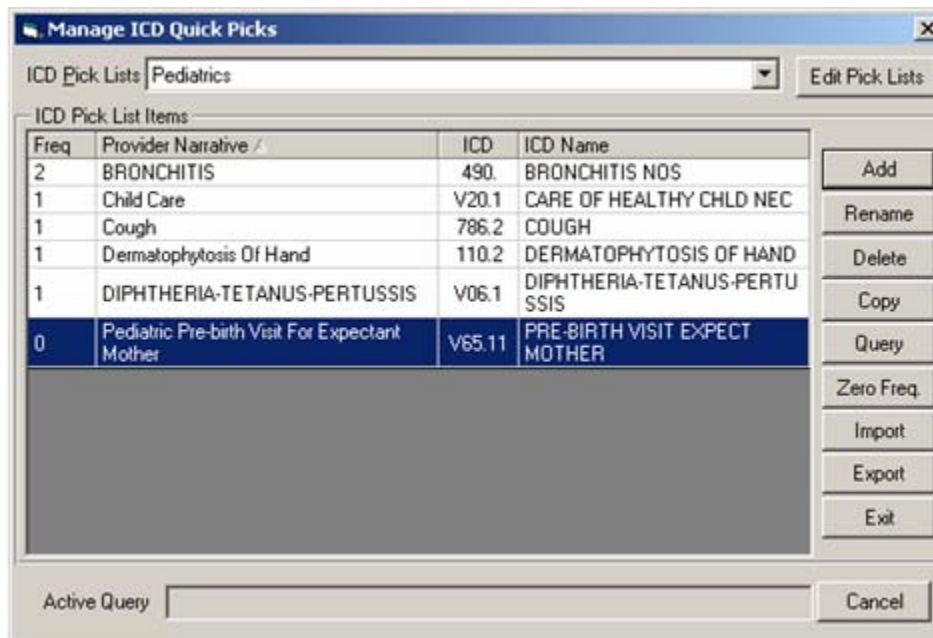 Manage ICD Quick Picks
ICD Pick Lists Pediatrics Edit Pick Lists
ICD Pick List Items
Freq Provider Narrative ICD ICD Name
2 BRONCHITIS 490. BRONCHITIS NOS
1 Child Care V20.1 CARE OF HEALTHY CHLD NEC
1 Cough 786.2 COUGH
1 Dermatophytosis Of Hand 110.2 DERMATOPHYTOSIS OF HAND
1 DIPHTHERIA-TETANUS-PERTUSSIS V06.1 DIPHTHERIA-TETANUS-PERTU
SSIS
0 Pediatric Pre-birth Visit For Expectant V65.11 PRE-BIRTH VISIT EXPECT
Mother MOTHER
Add
Rename
Delete
Copy
Query
Zero Freq.
Import
Export
Exit
Active Query Cancel